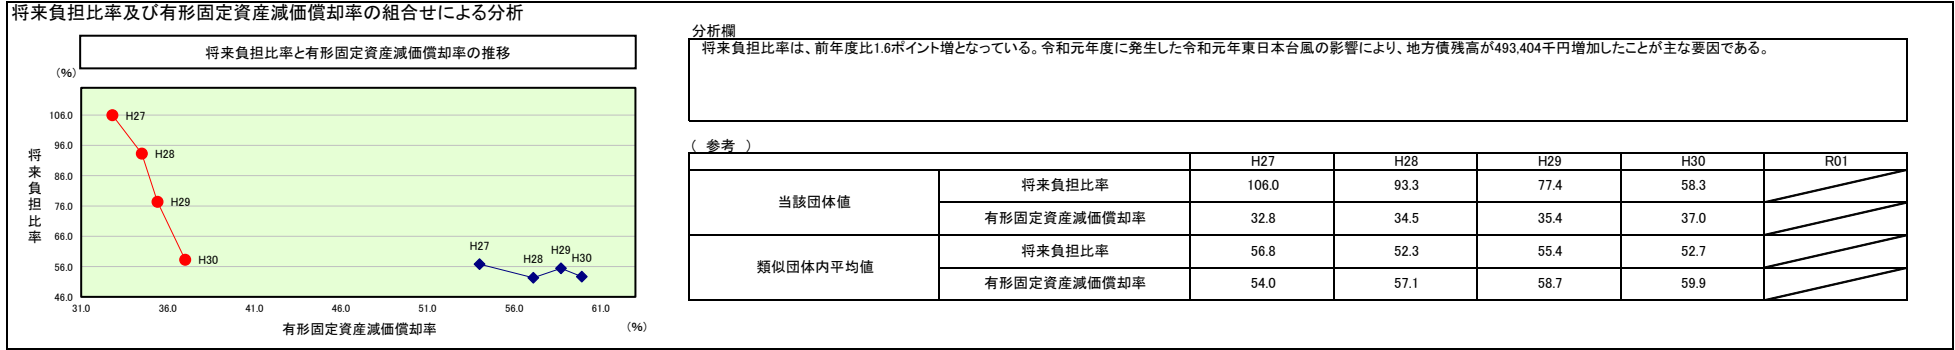 将来負担比率及び有形固定資産減価償却率の組合せによる分析
将来負担比率と有形固定資産減価償却率の推移
(%)
将来負担比率
106.0
96.0
86.0
76.0
66.0
56.0
46.0
H27
H28
H29
H30
H27
H28
H29
H30
31.0 36.0 41.0 46.0 51.0 56.0 61.0
有形固定資産減価償却率
(%)
分析欄
将来負担比率は、前年度比1.6ポイント増となっている。令和元年度に発生した令和元年東日本台風の影響により、地方債残高が493,404千円増加したことが主な要因である。
( 参考 )
H27 H28 H29 H30 R01
当該団体値
将来負担比率 106.0 93.3 77.4 58.3
有形固定資産減価償却率 32.8 34.5 35.4 37.0
類似団体内平均値
将来負担比率 56.8 52.3 55.4 52.7
有形固定資産減価償却率 54.0 57.1 58.7 59.9